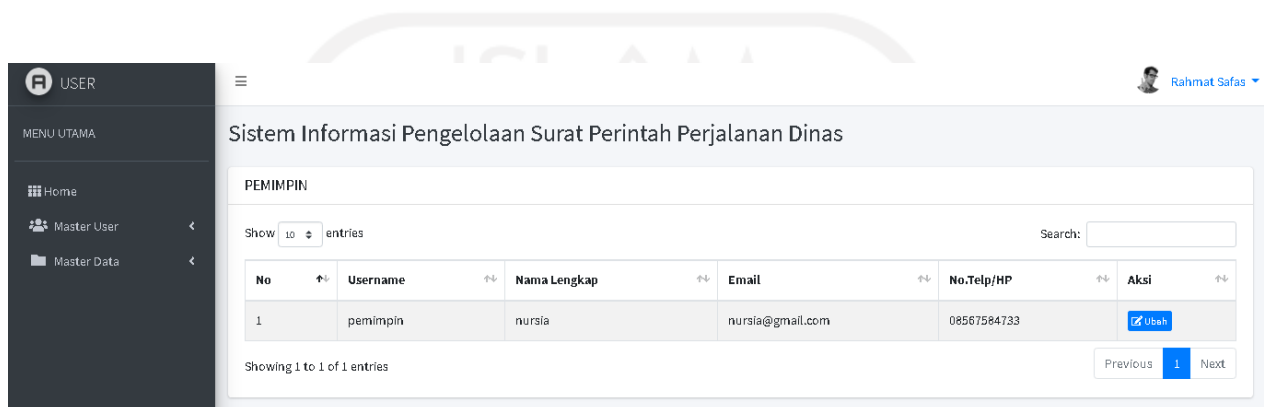 ISLAM
USER
Rahmat Safas
MENU UTAMA
Sistem Informasi Pengelolaan Surat Perintah Perjalanan Dinas
Home
PEMIMPIN
Master User
Show 10 entries Search:
Master Data
No Username Nama Lengkap Email No.Telp/HP Aksi
1 pemimpin nursia nursia@gmail.com 08567584733 Ubah
Showing 1 to 1 of 1 entries
Previous 1 Next